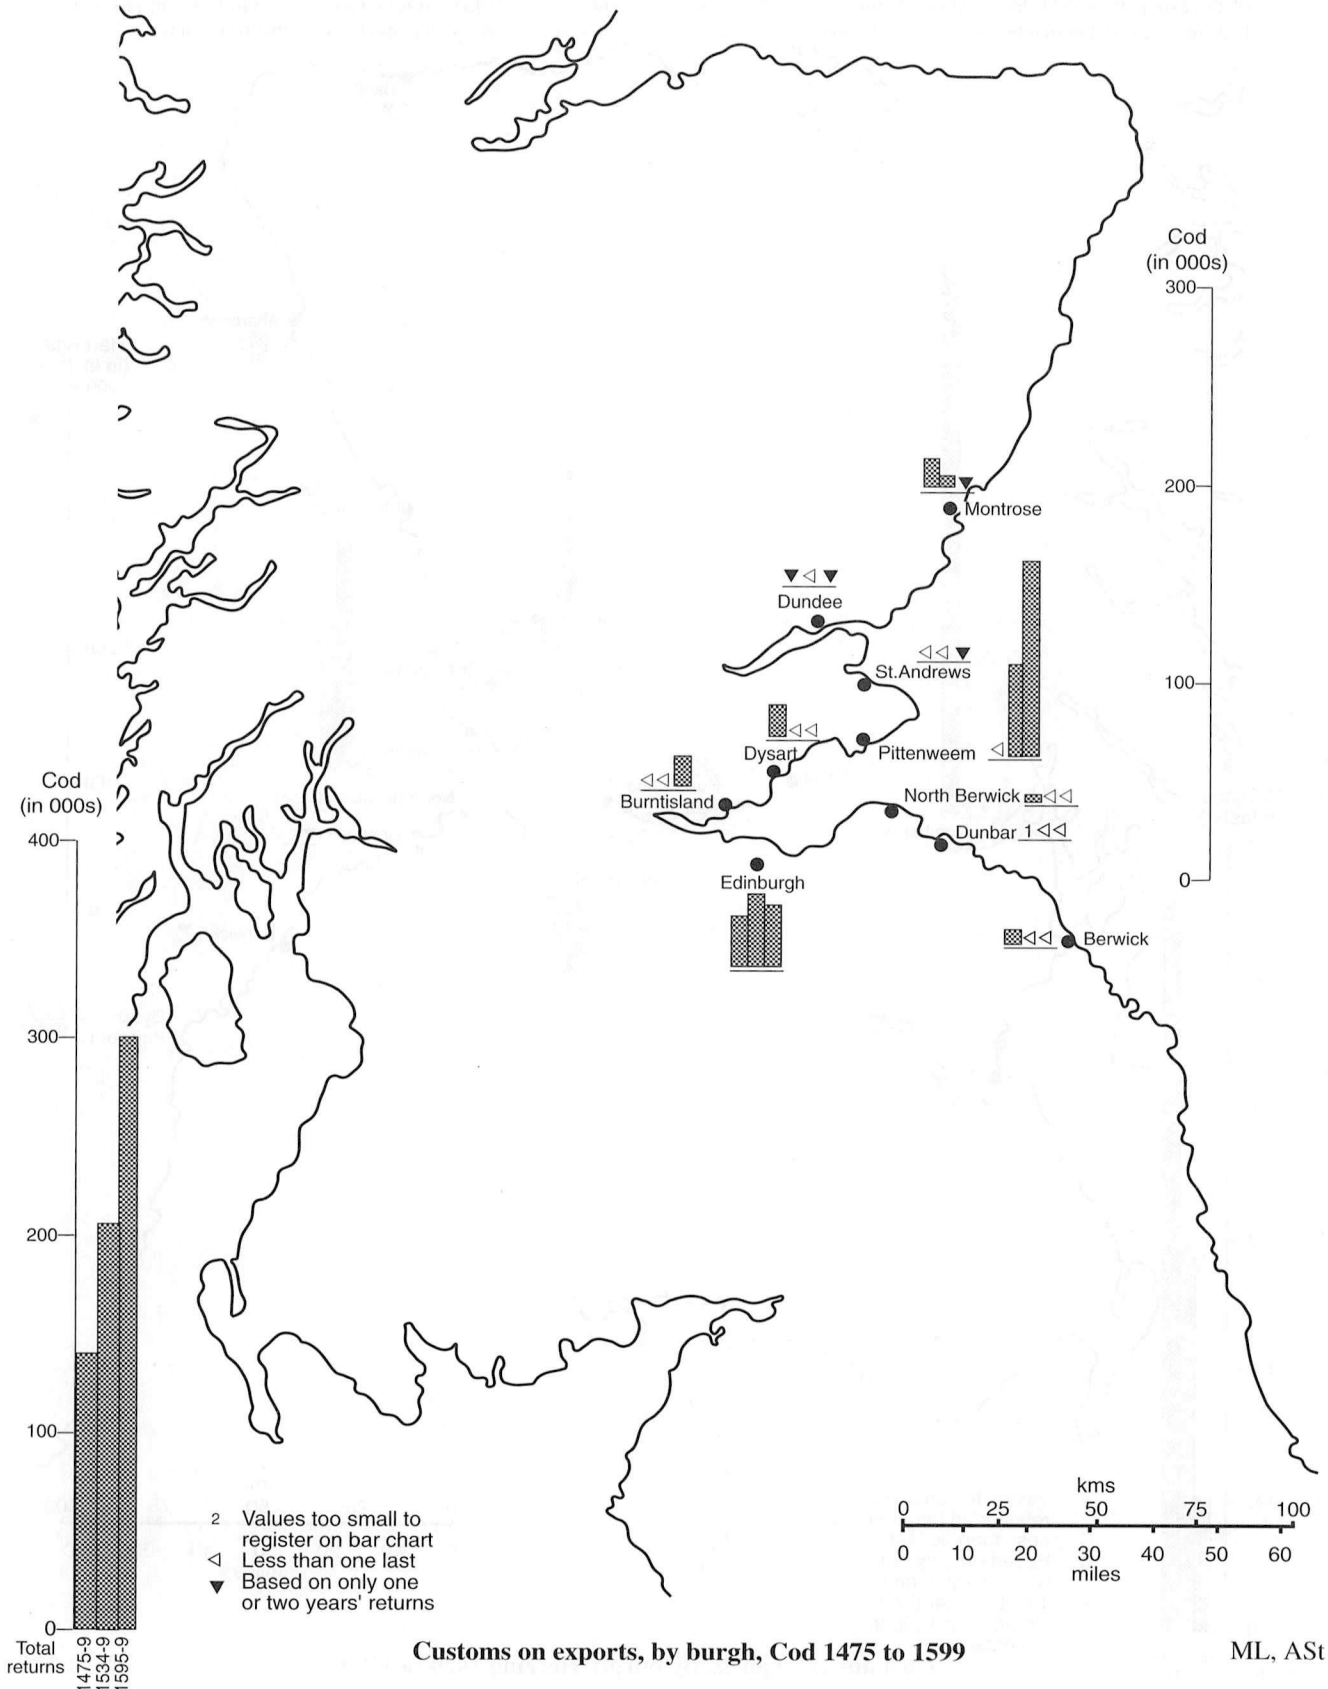 Cod
(in 000s)
300
200
100
0
Montrose
Dundee
St.Andrews
Dysart
Pittenweem
Burntisland
North Berwick
Dunbar 1
Edinburgh
Berwick
Cod
(in 000s)
400
300
200
100
0
Total
returns
1475-9
1534-9
1595-9
2 Values too small to
register on bar chart
Less than one last
Based on only one
or two years' returns
kms
0 25 50 75 100
0 10 20 30 40 50 60
miles
Customs on exports, by burgh, Cod 1475 to 1599
ML, ASt